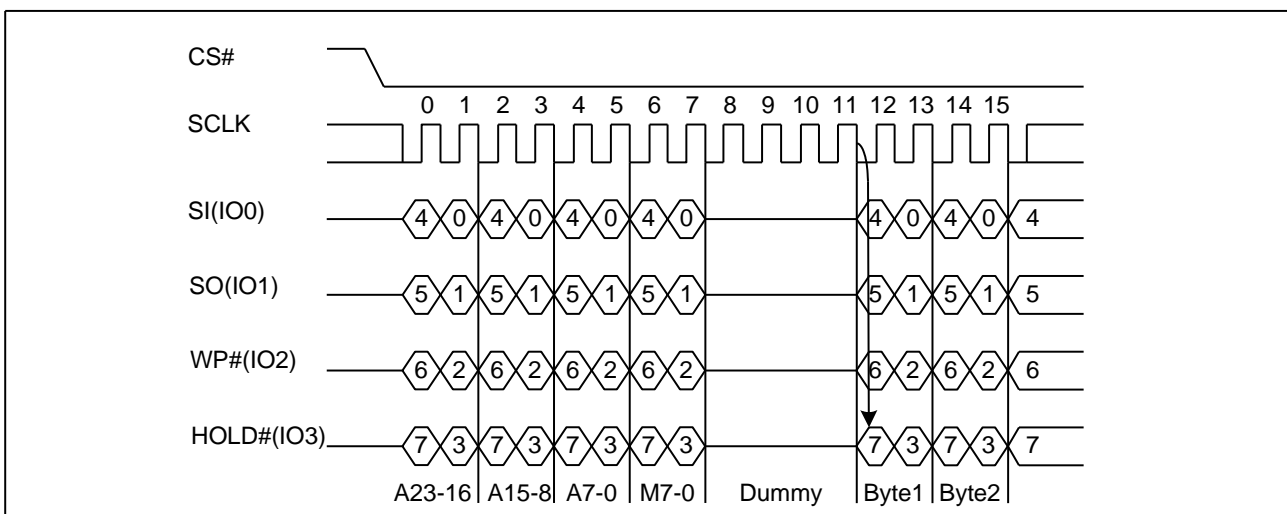 CS#
0 1 2 3 4 5 6 7 8 9 10 11 12 13 14 15
SCLK
SI(IO0) 4 0 4 0 4 0 4 0 4 0 4 0 4
SO(IO1) 5 1 5 1 5 1 5 1 5 1 5 1 5
WP#(IO2) 6 2 6 2 6 2 6 2 6 2 6 2 6
HOLD#(IO3) 7 3 7 3 7 3 7 3 7 3 7 3 7
A23-16 A15-8 A7-0 M7-0 Dummy Byte1 Byte2